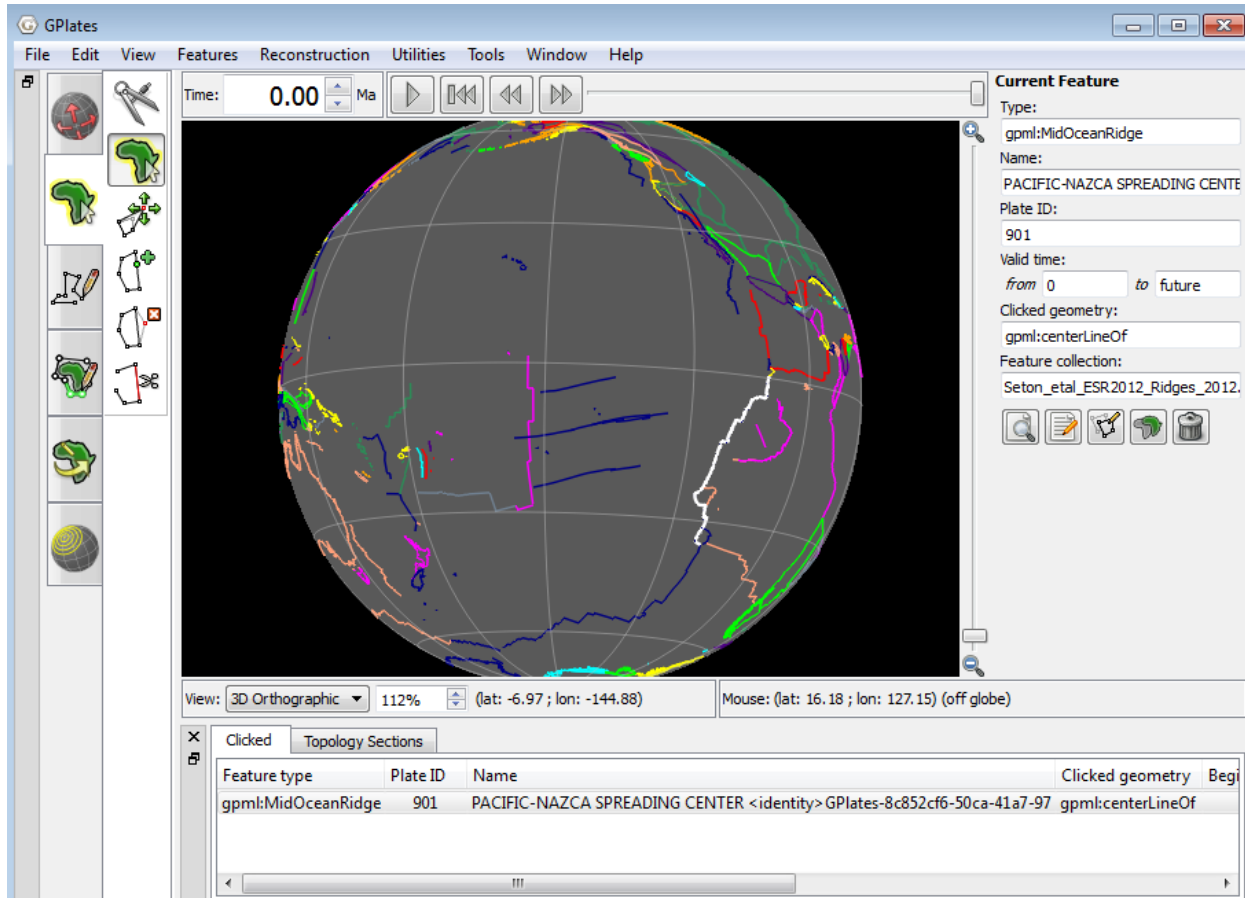 GPlates
File Edit View Features Reconstruction Utilities Tools Window Help
Time: 0.00 Ma
Current Feature
Type:
gpml:MidOceanRidge
Name:
PACIFIC-NAZCA SPREADING CENTE
Plate ID:
901
Valid time:
from 0 to future
Clicked geometry:
gpml:centerLineOf
Feature collection:
Seton_etal_ESR2012_Ridges_2012.
View: 3D Orthographic 112% (lat: -6.97 ; lon: -144.88) Mouse: (lat: 16.18 ; lon: 127.15) (off globe)
Clicked Topology Sections
Feature type Plate ID Name Clicked geometry Begi
gpml:MidOceanRidge 901 PACIFIC-NAZCA SPREADING CENTER <identity>GPlates-8c852cf6-50ca-41a7-97 gpml:centerLineOf